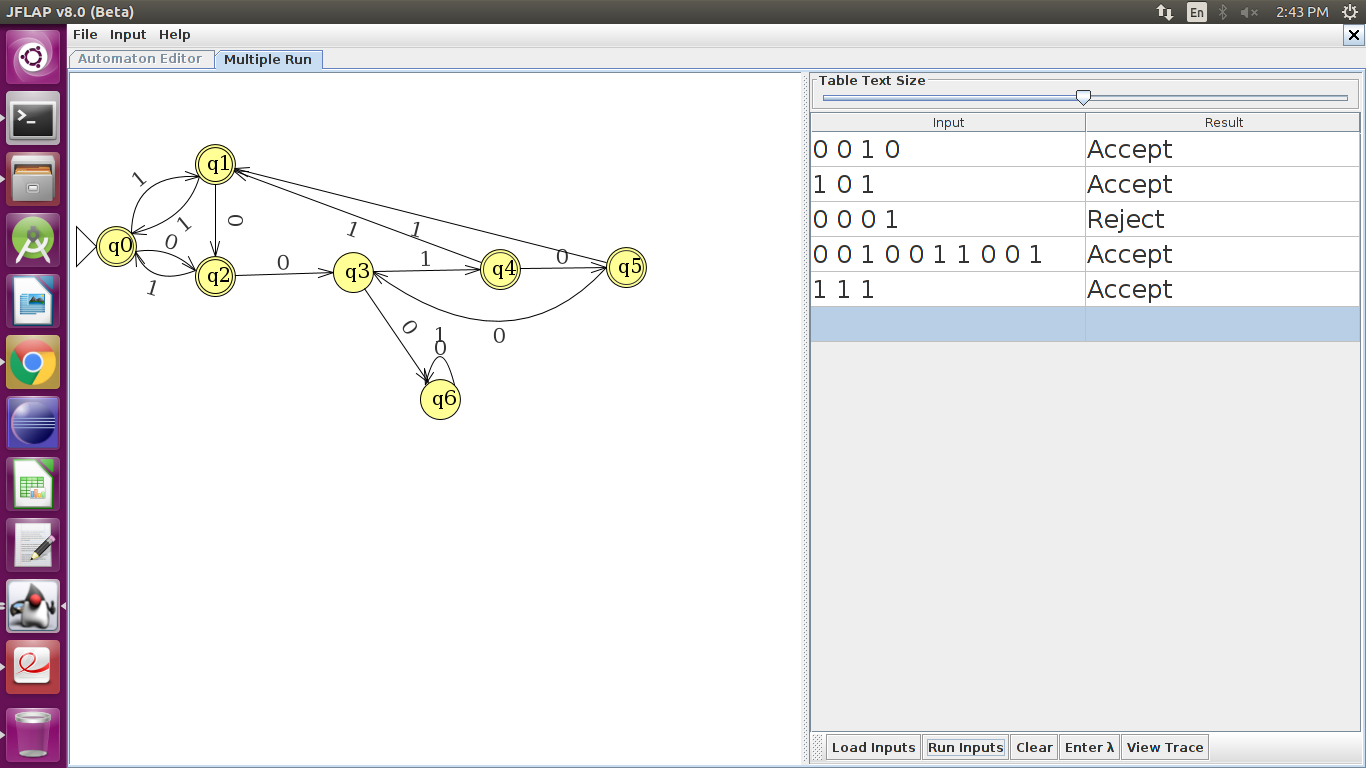 JFLAP v8.0 (Beta)
En
2:43 PM
File Input Help
Automaton Editor
Multiple Run
Table Text Size
Input Result
0 0 1 0 Accept
1 0 1 Accept
0 0 0 1 Reject
0 0 1 0 0 1 1 0 0 1 Accept
1 1 1 Accept
q1
1
0
1
1
1
q0
0
q2
0
q3
1
q4
0
q5
1
0
1
0
0
q6
Load Inputs
Run Inputs
Clear
Enter λ
View Trace